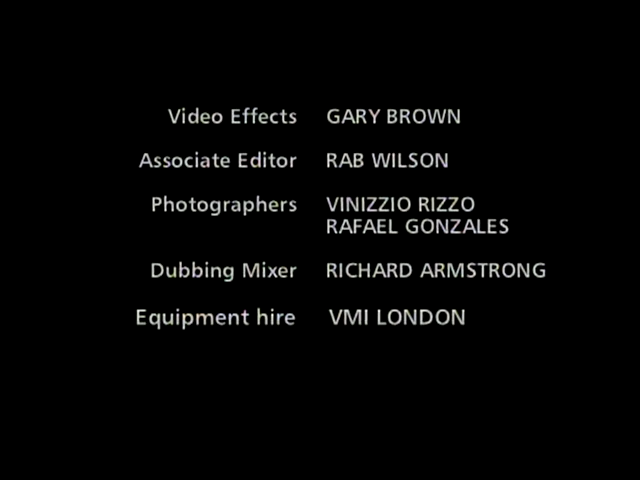 Video Effects GARY BROWN
Associate Editor RAB WILSON
Photographers VINIZZIO RIZZO
RAFAEL GONZALES
Dubbing Mixer RICHARD ARMSTRONG
Equipment hire VMI LONDON